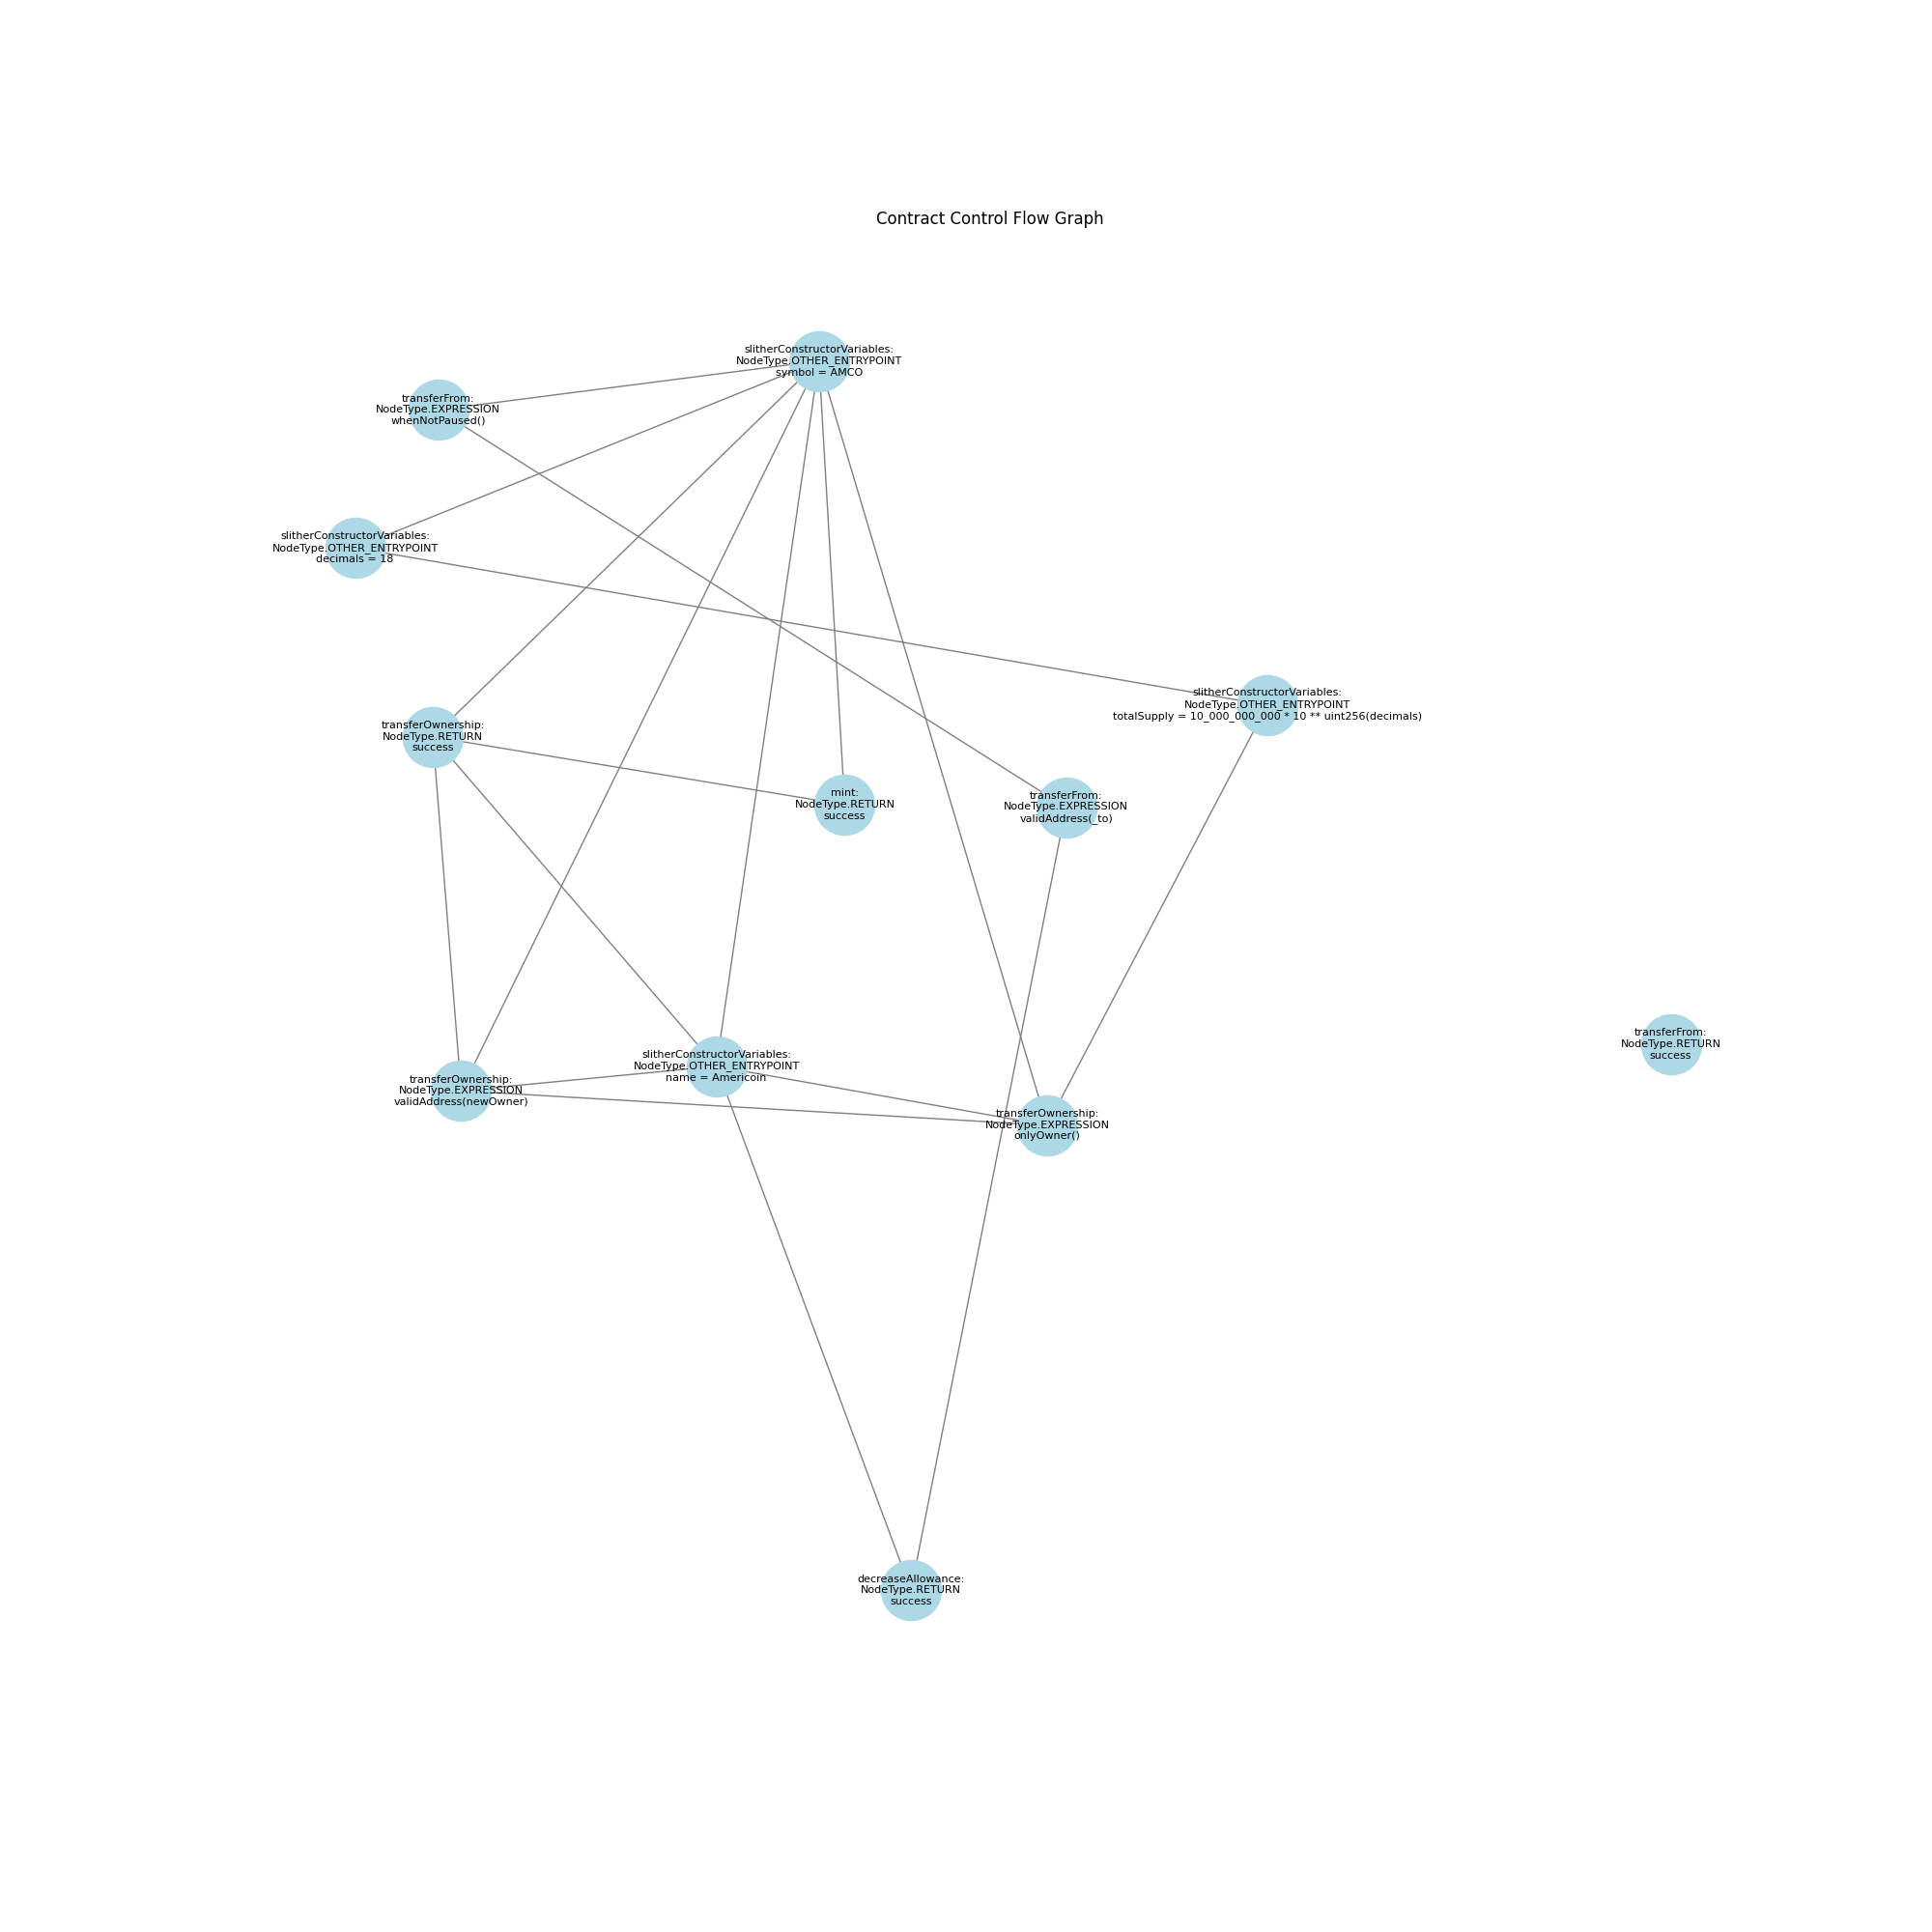 Contract Control Flow Graph
slitherConstructorVariables:
NodeType.OTHER_ENTRYPOINT
symbol = AMCO
transferFrom:
NodeType.EXPRESSION
whenNotPaused()
slitherConstructorVariables:
NodeType.OTHER_ENTRYPOINT
decimals = 18
slitherConstructorVariables:
NodeType.OTHER_ENTRYPOINT
totalSupply = 10_000_000_000 * 10 ** uint256(decimals)
transferOwnership:
NodeType.RETURN
success
mint:
NodeType.RETURN
success
transferFrom:
NodeType.EXPRESSION
validAddress(_to)
transferFrom:
NodeType.RETURN
success
slitherConstructorVariables:
NodeType.OTHER_ENTRYPOINT
name = Americoin
transferOwnership:
NodeType.EXPRESSION
validAddress(newOwner)
transferOwnership:
NodeType.EXPRESSION
onlyOwner()
decreaseAllowance:
NodeType.RETURN
success